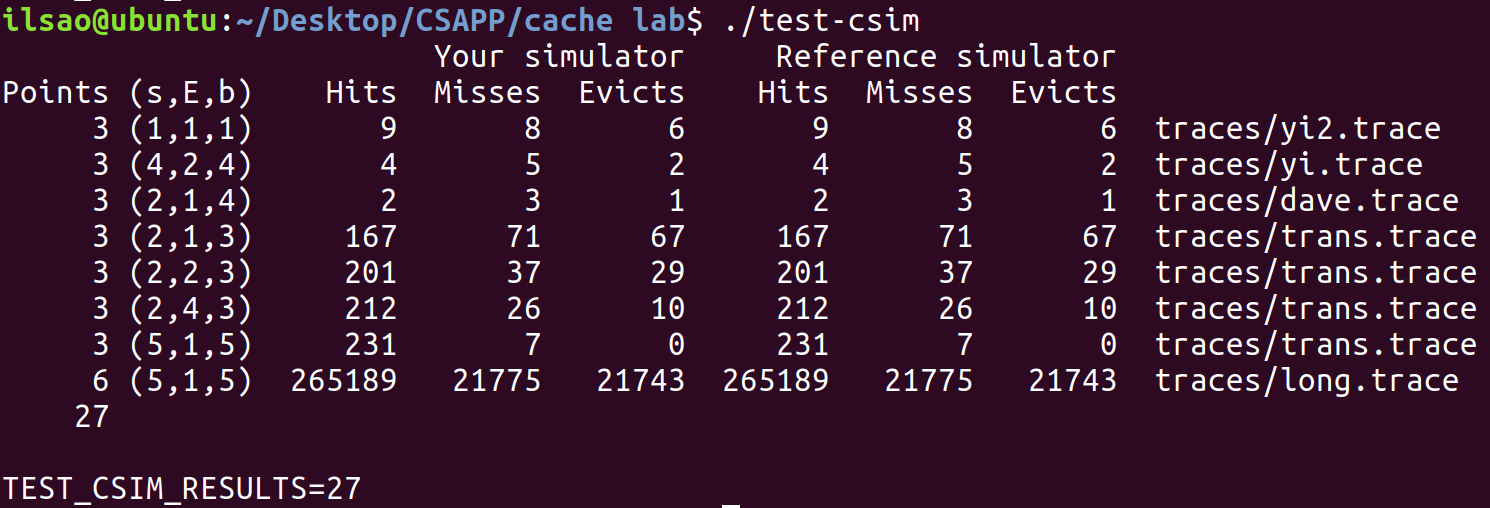 ilsao@ubuntu:~/Desktop/CSAPP/cache lab$ ./test-csim
                        Your simulator     Reference simulator
Points (s,E,b)    Hits  Misses  Evicts    Hits  Misses  Evicts
     3 (1,1,1)       9       8       6       9       8       6  traces/yi2.trace
     3 (4,2,4)       4       5       2       4       5       2  traces/yi.trace
     3 (2,1,4)       2       3       1       2       3       1  traces/dave.trace
     3 (2,1,3)     167      71      67     167      71      67  traces/trans.trace
     3 (2,2,3)     201      37      29     201      37      29  traces/trans.trace
     3 (2,4,3)     212      26      10     212      26      10  traces/trans.trace
     3 (5,1,5)     231       7       0     231       7       0  traces/trans.trace
     6 (5,1,5)  265189   21775   21743  265189   21775   21743  traces/long.trace
    27

TEST_CSIM_RESULTS=27